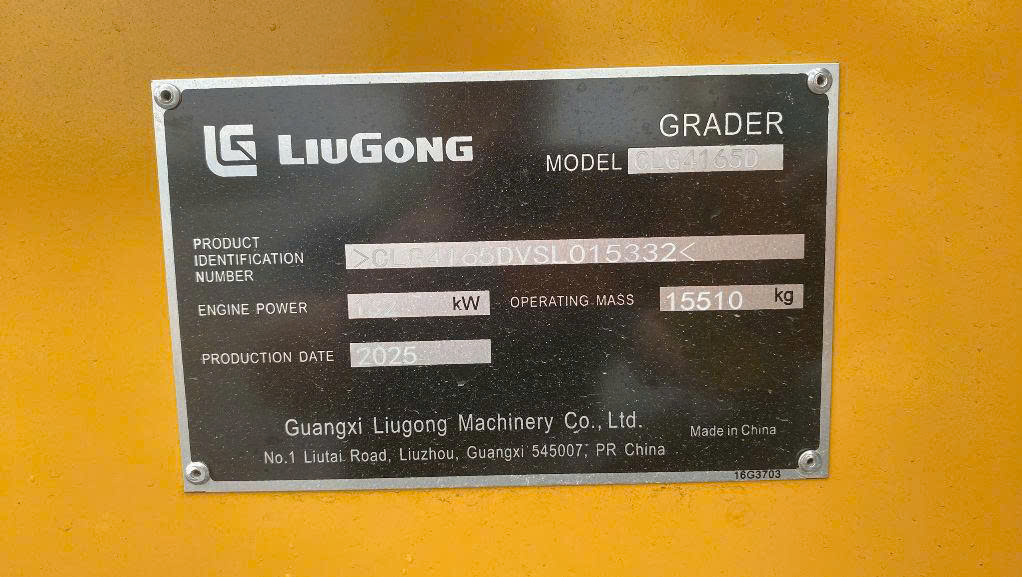 LG LIUGONG
GRADER
MODEL CLG4165D
PRODUCT IDENTIFICATION NUMBER >CLG4165DVSL015332<
ENGINE POWER kW OPERATING MASS 15510 kg
PRODUCTION DATE 2025
Guangxi Liugong Machinery Co., Ltd.
Made in China
No.1 Liutai Road, Liuzhou, Guangxi 545007, PR China
16G3703